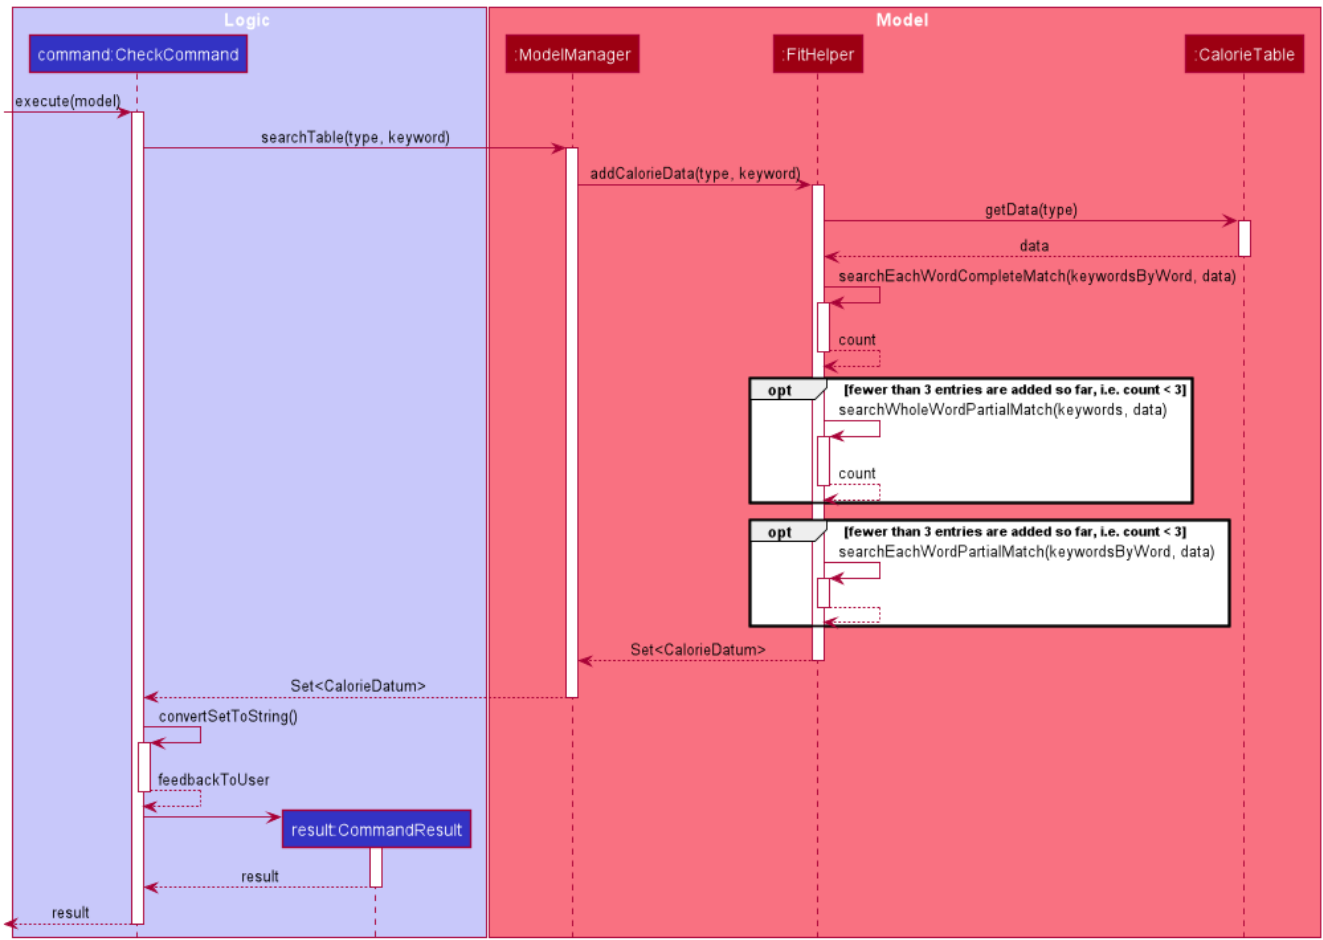 Logic
Model
command:CheckCommand
:ModelManager
:FitHelper
:CalorieTable
execute(model)
searchTable(type, keyword)
addCalorieData(type, keyword)
getData(type)
data
searchEachWordCompleteMatch(keywordsByWord, data)
count
opt
[fewer than 3 entries are added so far, i.e. count < 3]
searchWholeWordPartialMatch(keywords, data)
count
opt
[fewer than 3 entries are added so far, i.e. count < 3]
searchEachWordPartialMatch(keywordsByWord, data)
Set<CalorieDatum>
Set<CalorieDatum>
convertSetToString()
feedbackToUser
result:CommandResult
result
result